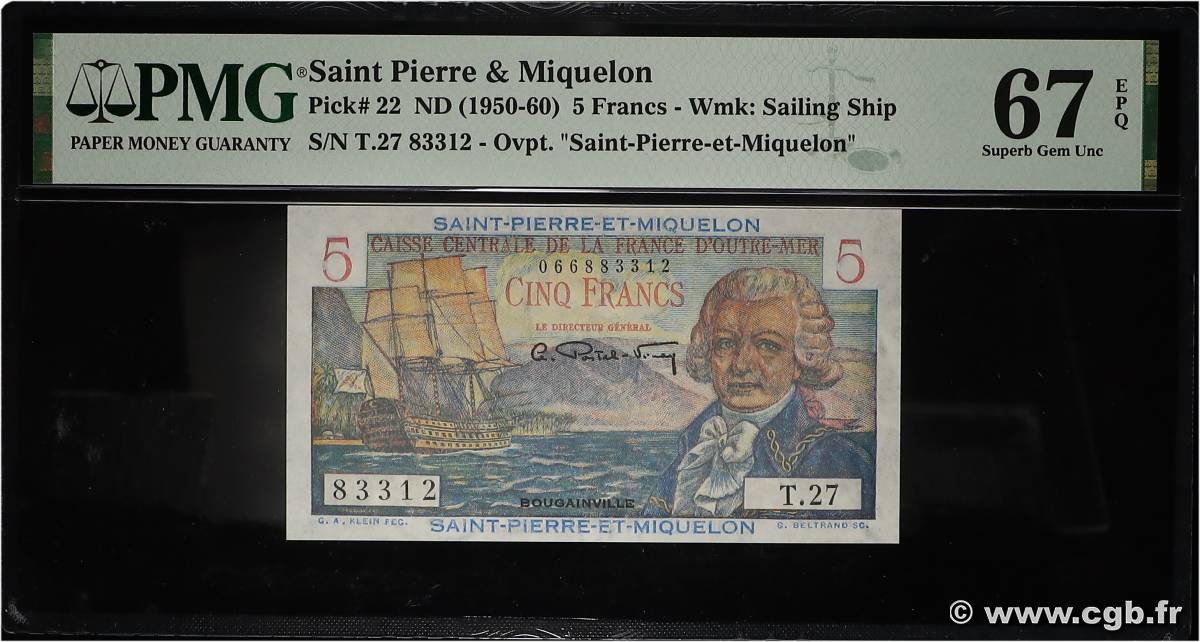 PMG®
PAPER MONEY GUARANTY
Saint Pierre & Miquelon
Pick# 22 ND (1950-60) 5 Francs - Wmk: Sailing Ship
S/N T.27 83312 - Ovpt. "Saint-Pierre-et-Miquelon"
67 EPQ
Superb Gem Unc
SAINT-PIERRE-ET-MIQUELON
5 CAISSE CENTRALE DE LA FRANCE D'OUTRE-MER 5
066883312
CINQ FRANCS
LE DIRECTEUR GÉNÉRAL
83312
BOUGAINVILLE
T.27
G. A. KLEIN FEC.
SAINT-PIERRE-ET-MIQUELON
G. BELTRAND SC.
© www.cgb.fr